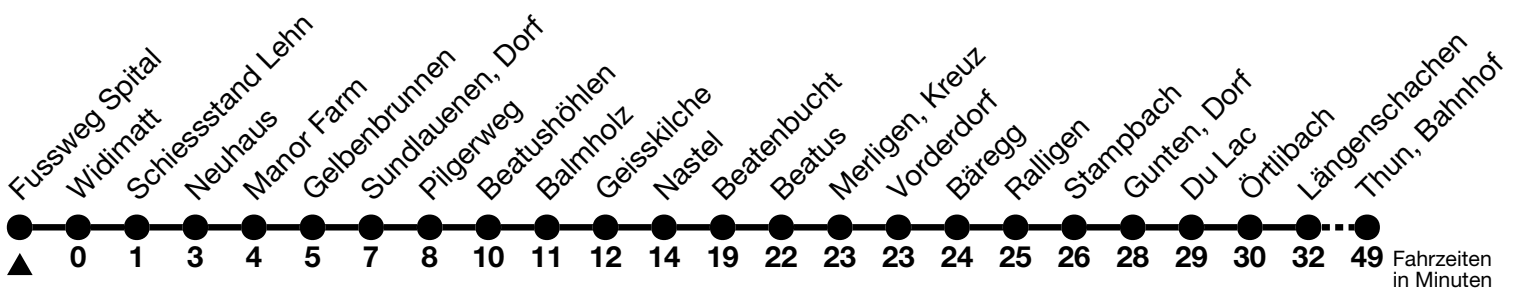 Fussweg Spital
Widimatt
Schiessstand Lehn
Neuhaus
Manor Farm
Gelbenbrunnen
Sundlauenen, Dorf
Pilgerweg
Beatushöhlen
Balmholz
Geisskilche
Nastel
Beatenbucht
Beatus
Merligen, Kreuz
Vorderdorf
Bäregg
Ralligen
Stampbach
Gunten, Dorf
Du Lac
Örtlibach
Längenschachen
Thun, Bahnhof
0 1 3 4 5 7 8 10 11 12 14 19 22 23 23 24 25 26 28 29 30 32 49
Fahrzeiten
in Minuten